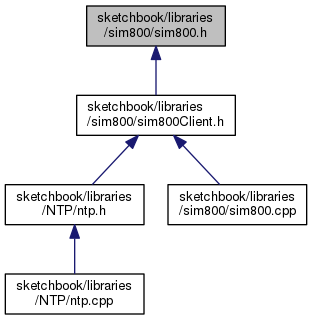 sketchbook/libraries
/sim800/sim800.h
sketchbook/libraries
/sim800/sim800Client.h
sketchbook/libraries
/NTP/ntp.h
sketchbook/libraries
/sim800/sim800.cpp
sketchbook/libraries
/NTP/ntp.cpp